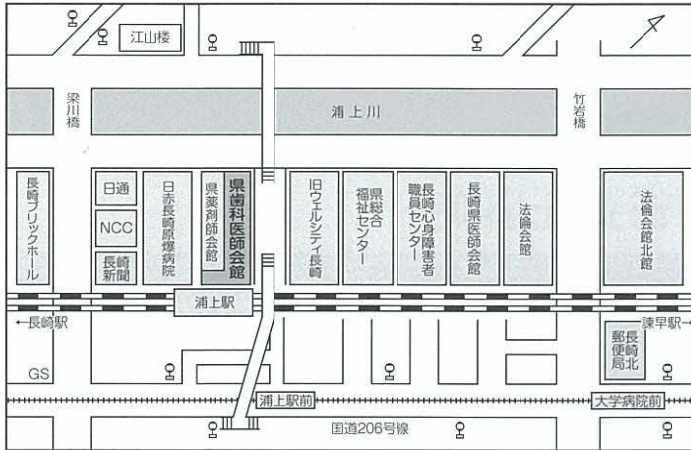 江山楼
梁川橋
浦上川
竹岩橋
長崎ブリックホール
日通
NCC
長崎
新聞
日赤長崎原爆病院
県薬剤師会館
県歯科医師会館
旧ウェルシティ長崎
県総合
福祉センター
長崎心身障害者
職員センター
長崎県医師会館
法倫会館
法倫会館北館
浦上駅
←長崎駅
諫早駅→
長崎北
郵便局
GS
浦上駅前
大学病院前
国道206号線